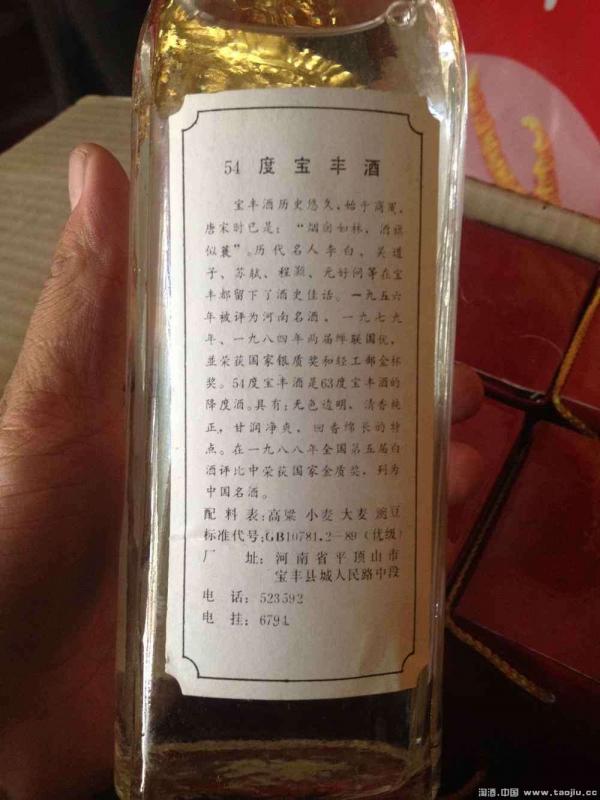 54 度 宝 丰 酒
宝丰酒历史悠久，始于商周，
唐宋时已是：“烟囱如林，酒旗
似蓑”。历代名人李白、吴道
子、苏轼、程颢、元好问等在宝
丰都留下了酒史佳话。一九五六
年被评为河南名酒，一九七九
年、一九八四年两届蝉联国优，
並荣获国家银质奖和轻工部金杯
奖。54度宝丰酒是63度宝丰酒的
降度酒。具有：无色透明，清香纯
正，甘润净爽，回香绵长的特
点。在一九八八年全国第五届白
酒评比中荣获国家金质奖，列为
中国名酒。
配 料 表：高粱 小麦 大麦 豌豆
标准代号：GB10781.2-89（优级）
厂 址：河南省平顶山市
宝丰县城人民路中段
电 话：523592
电 挂：6794
淘酒.中国 www.taojiu.cc